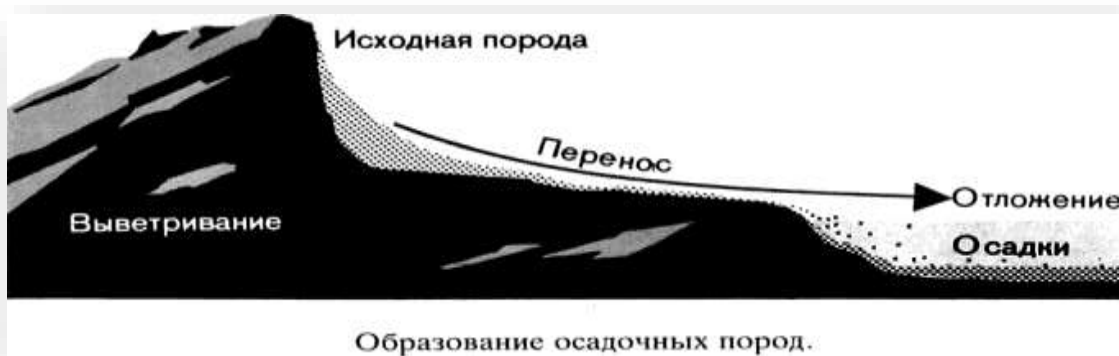 Исходная порода
Перенос
Отложение
Выветривание
Осадки
Образование осадочных пород.